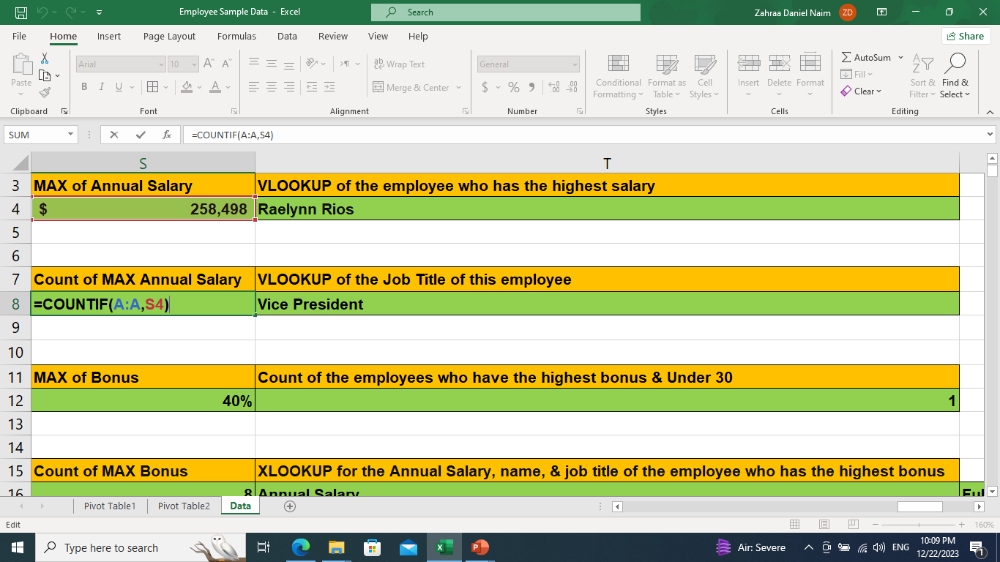 Employee Sample Data - Excel
Search
Zahraa Daniel Naim
ZD
File Home Insert Page Layout Formulas Data Review View Help
Share
Paste
Clipboard
Arial
10
B I U
Font
ab Wrap Text
Merge & Center
Alignment
General
$ % 9
Number
Conditional Formatting
Format as Table
Cell Styles
Styles
Insert Delete Format
Cells
AutoSum
Fill
Clear
Sort & Filter
Find & Select
Editing
SUM
fx
=COUNTIF(A:A,S4)
S T
3 MAX of Annual Salary VLOOKUP of the employee who has the highest salary
4 $ 258,498 Raelynn Rios
5
6
7 Count of MAX Annual Salary VLOOKUP of the Job Title of this employee
8 =COUNTIF(A:A,S4) Vice President
9
10
11 MAX of Bonus Count of the employees who have the highest bonus & Under 30
12 40% 1
13
14
15 Count of MAX Bonus XLOOKUP for the Annual Salary, name, & job title of the employee who has the highest bonus
16 8 Annual Salary Ful
Pivot Table1 Pivot Table2 Data
Edit
160%
Type here to search
Air: Severe
ENG
10:09 PM
12/22/2023
1